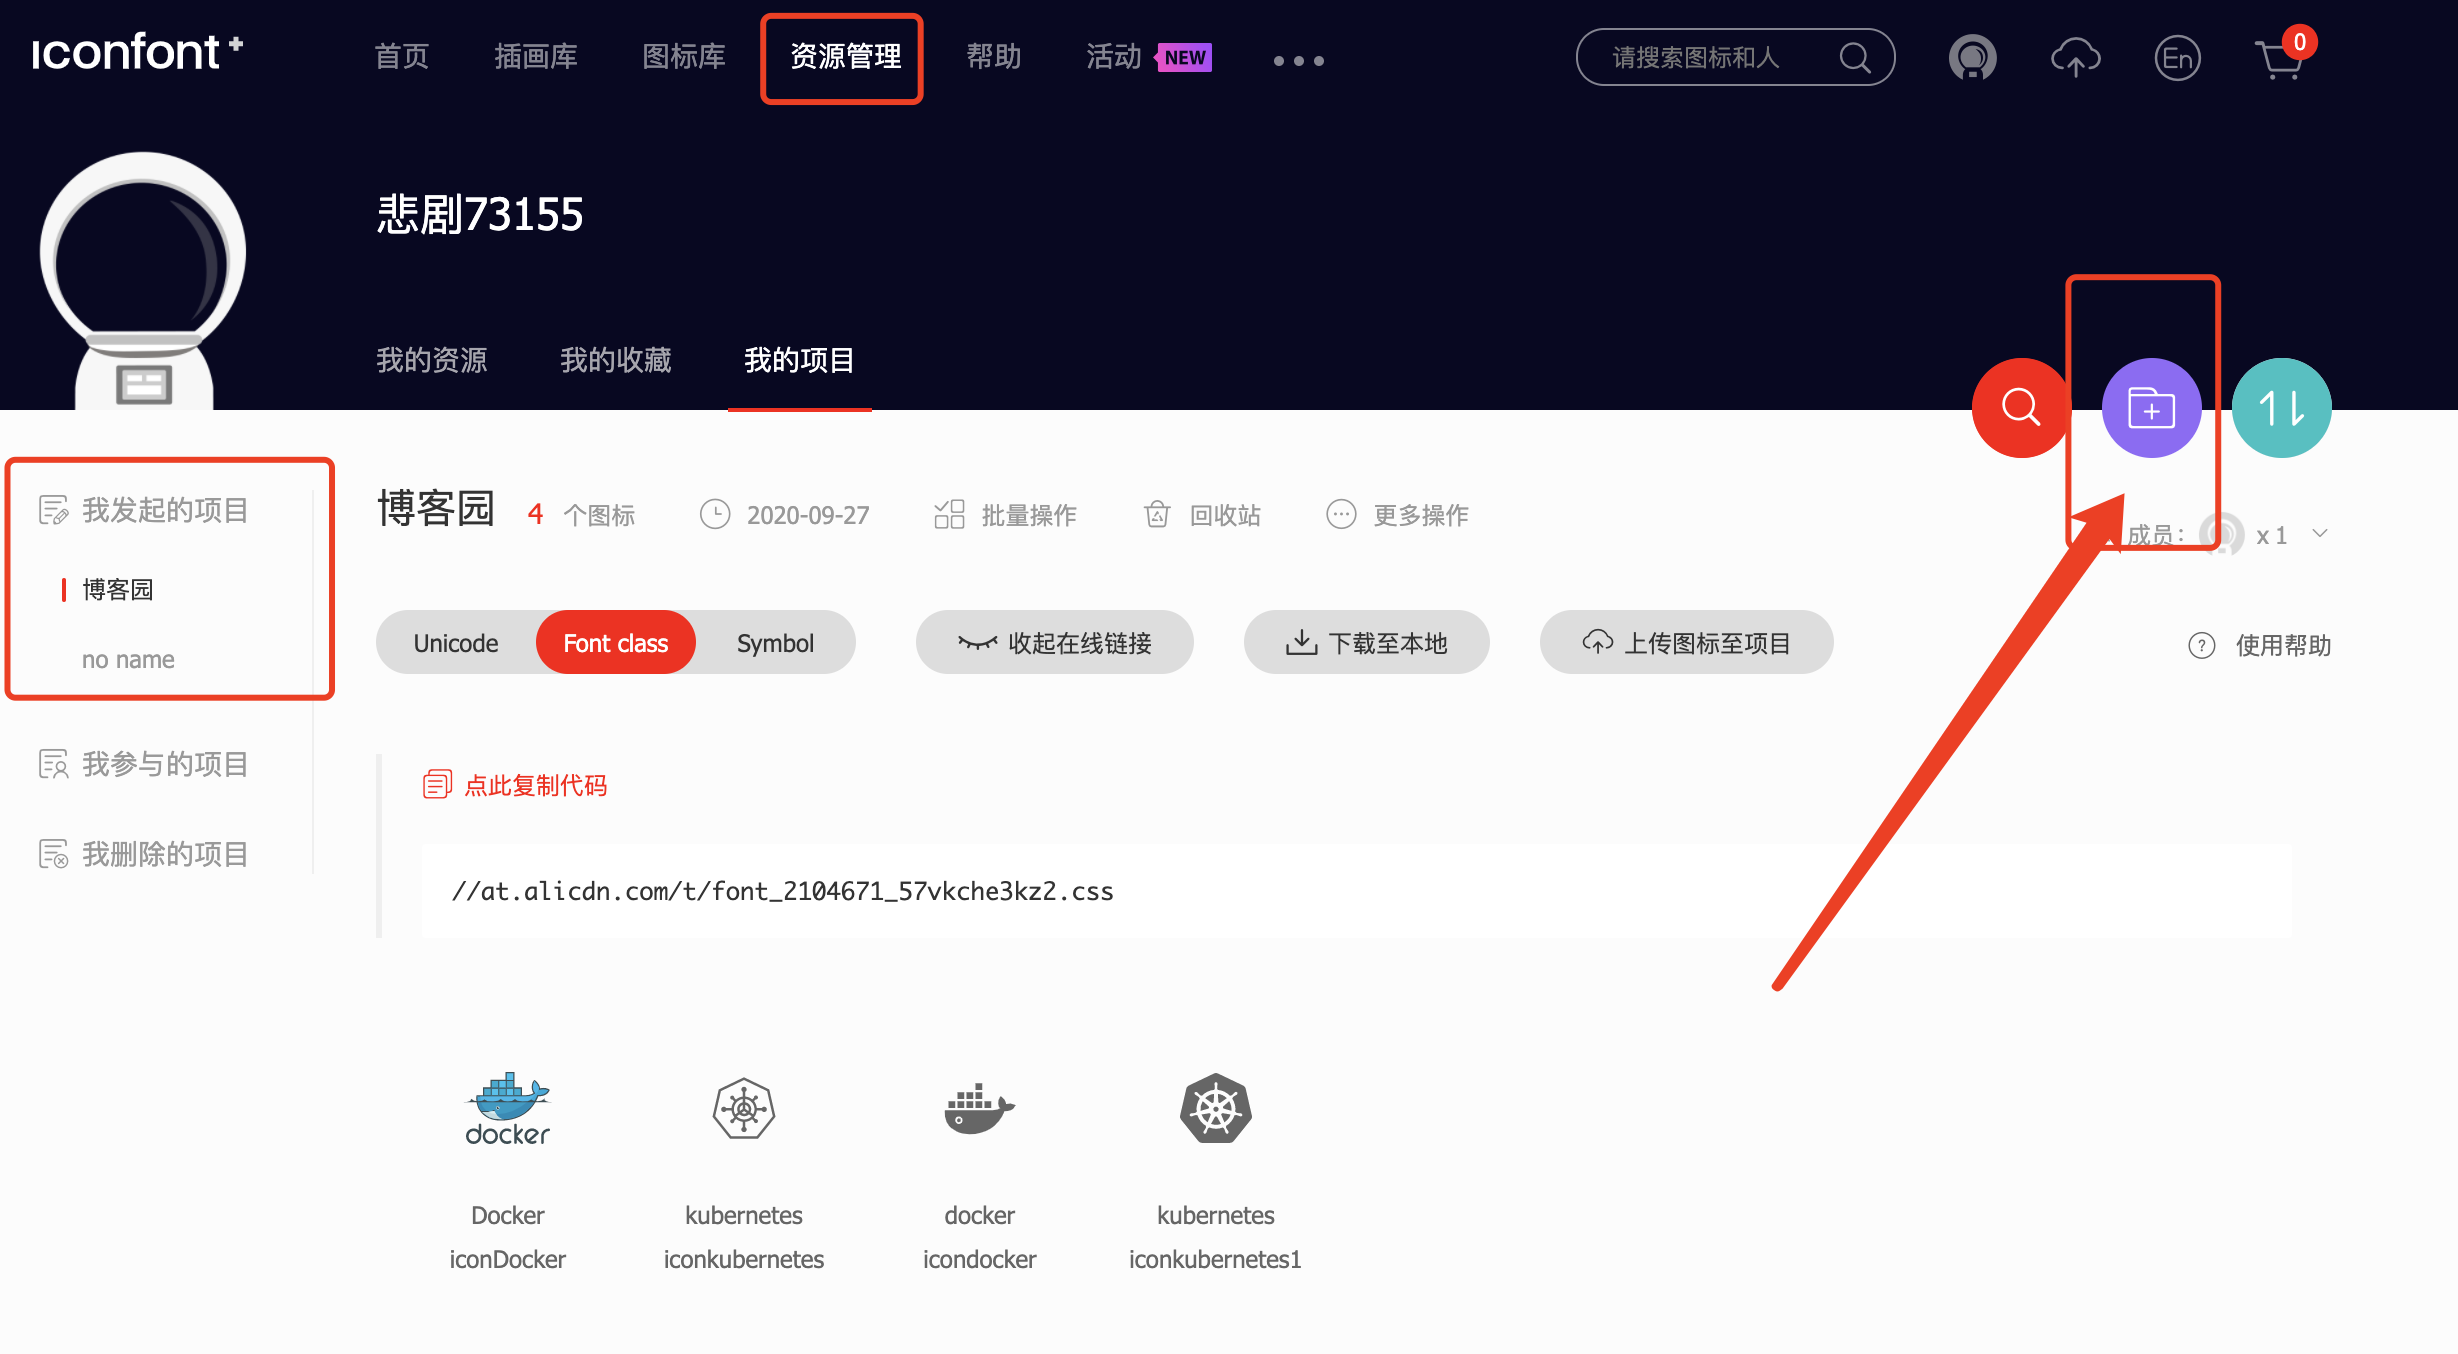 Iconfont+
首页 插画库 图标库 资源管理 帮助 活动 NEW 请搜索图标和人 En 0
悲剧73155
我的资源 我的收藏 我的项目
我发起的项目
博客园
no name
我参与的项目
我删除的项目
博客园 4 个图标 2020-09-27 批量操作 回收站 更多操作
成员： x 1
Unicode Font class Symbol 收起在线链接 下载至本地 上传图标至项目 使用帮助
点此复制代码
//at.alicdn.com/t/font_2104671_57vkche3kz2.css
docker
Docker kubernetes docker kubernetes
iconDocker iconkubernetes icondocker iconkubernetes1